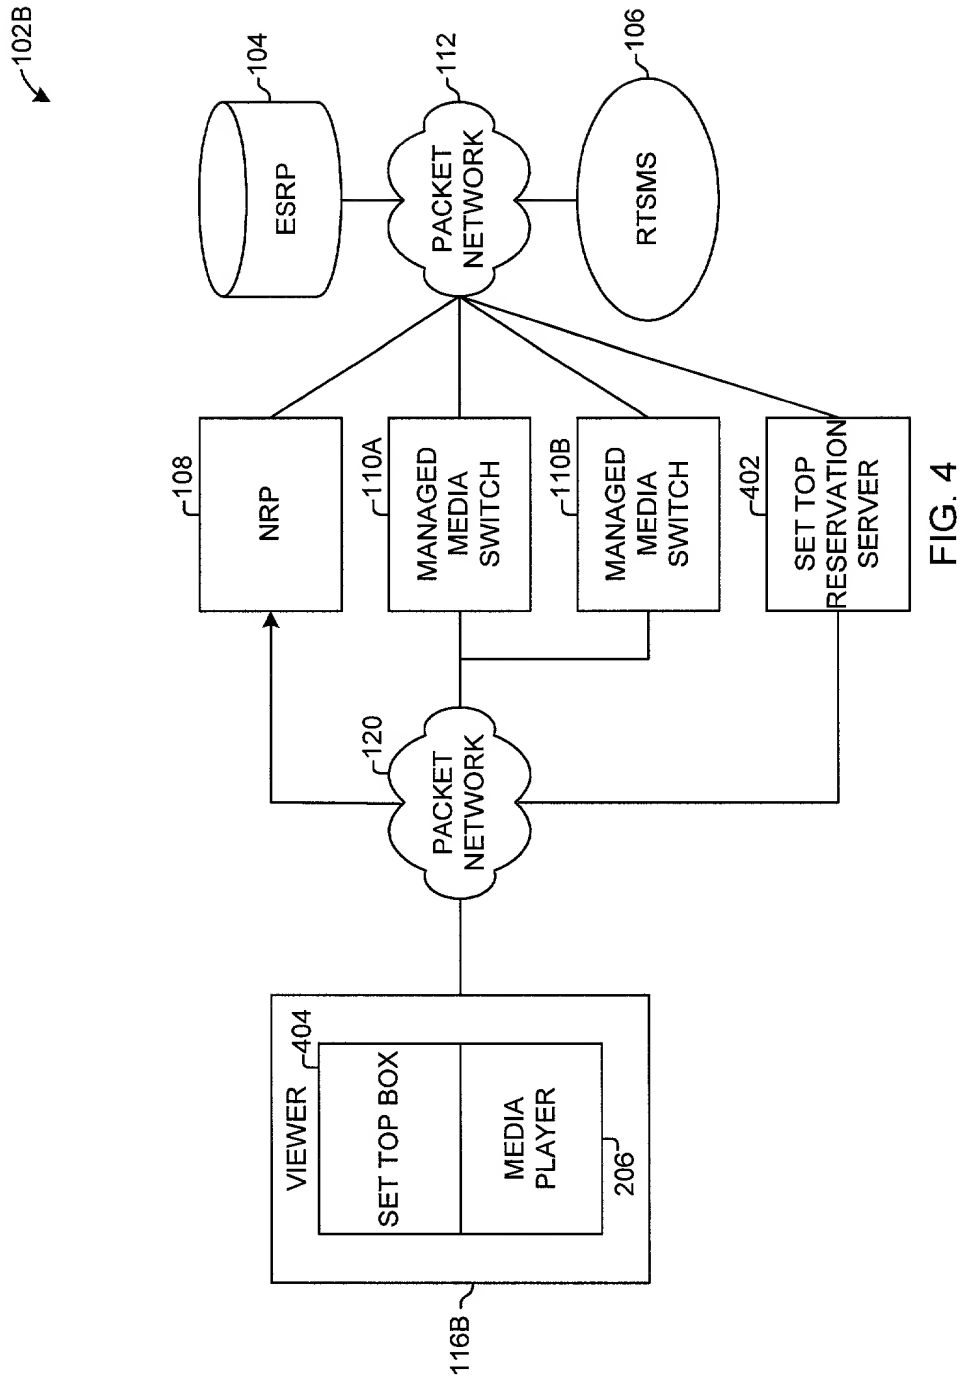 102B
116B
VIEWER
404
SET TOP BOX
MEDIA
PLAYER
206
120
PACKET
NETWORK
108
NRP
110A
MANAGED
MEDIA
SWITCH
110B
MANAGED
MEDIA
SWITCH
402
SET TOP
RESERVATION
SERVER
104
ESRP
112
PACKET
NETWORK
106
RTSMS
FIG. 4